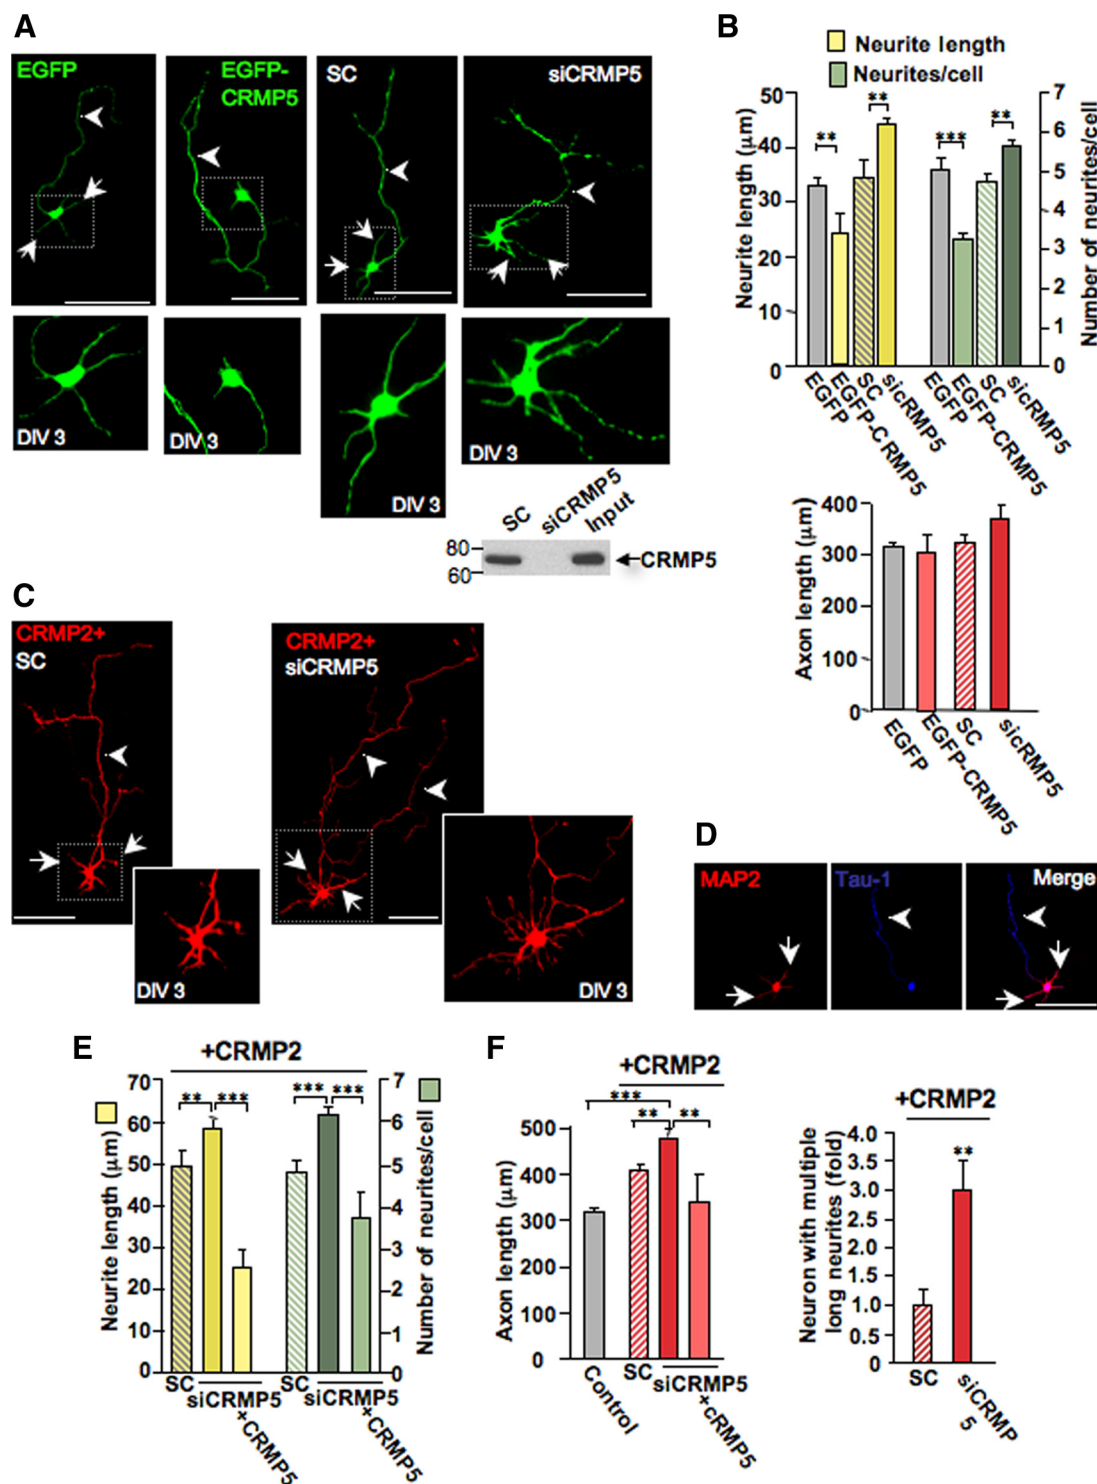 A
EGFP
EGFP-
CRMP5
SC
siCRMP5
DIV 3
DIV 3
DIV 3
DIV 3
SC
siCRMP5
Input
80
60
CRMP5
B
Neurite length
Neurites/cell
Neurite length (μm)
50
40
30
20
10
0
**
**
***
**
7
6
5
4
3
2
1
0
Number of neurites/cell
EGFP
EGFP-CRMP5
SC
sicRMP5
EGFP
EGFP-CRMP5
SC
sicRMP5
Axon length (μm)
400
300
200
100
0
EGFP
EGFP-CRMP5
SC
sicRMP5
C
CRMP2+
SC
DIV 3
CRMP2+
siCRMP5
DIV 3
D
MAP2
Tau-1
Merge
E
+CRMP2
Neurite length (μm)
70
60
50
40
30
20
10
0
**
***
***
***
7
6
5
4
3
2
1
0
Number of neurites/cell
SC
siCRMP5
+CRMP5
SC
siCRMP5
+CRMP5
F
+CRMP2
Axon length (μm)
500
400
300
200
100
0
***
**
**
Control
SC
siCRMP5
+cRMP5
+CRMP2
Neuron with multiple
long neurites (fold)
4.0
3.5
3.0
2.5
2.0
1.5
1.0
0.5
0
**
SC
siCRMP
5